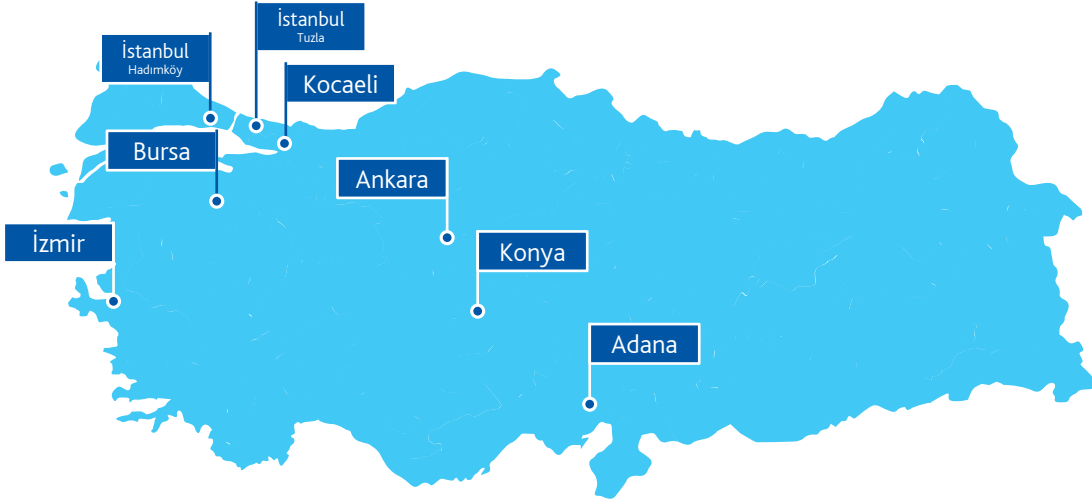 İstanbul
Tuzla
İstanbul
Hadımköy
Kocaeli
Bursa
Ankara
İzmir
Konya
Adana